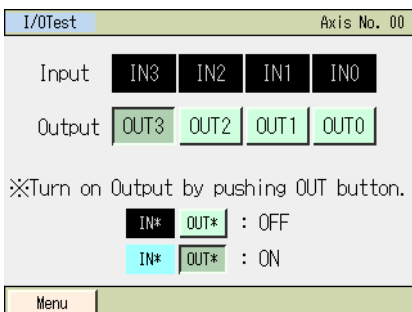 I/OTest Axis No. 00
Input IN3 IN2 IN1 IN0
Output OUT3 OUT2 OUT1 OUT0
※Turn on Output by pushing OUT button.
IN* OUT* : OFF
IN* OUT* : ON
Menu